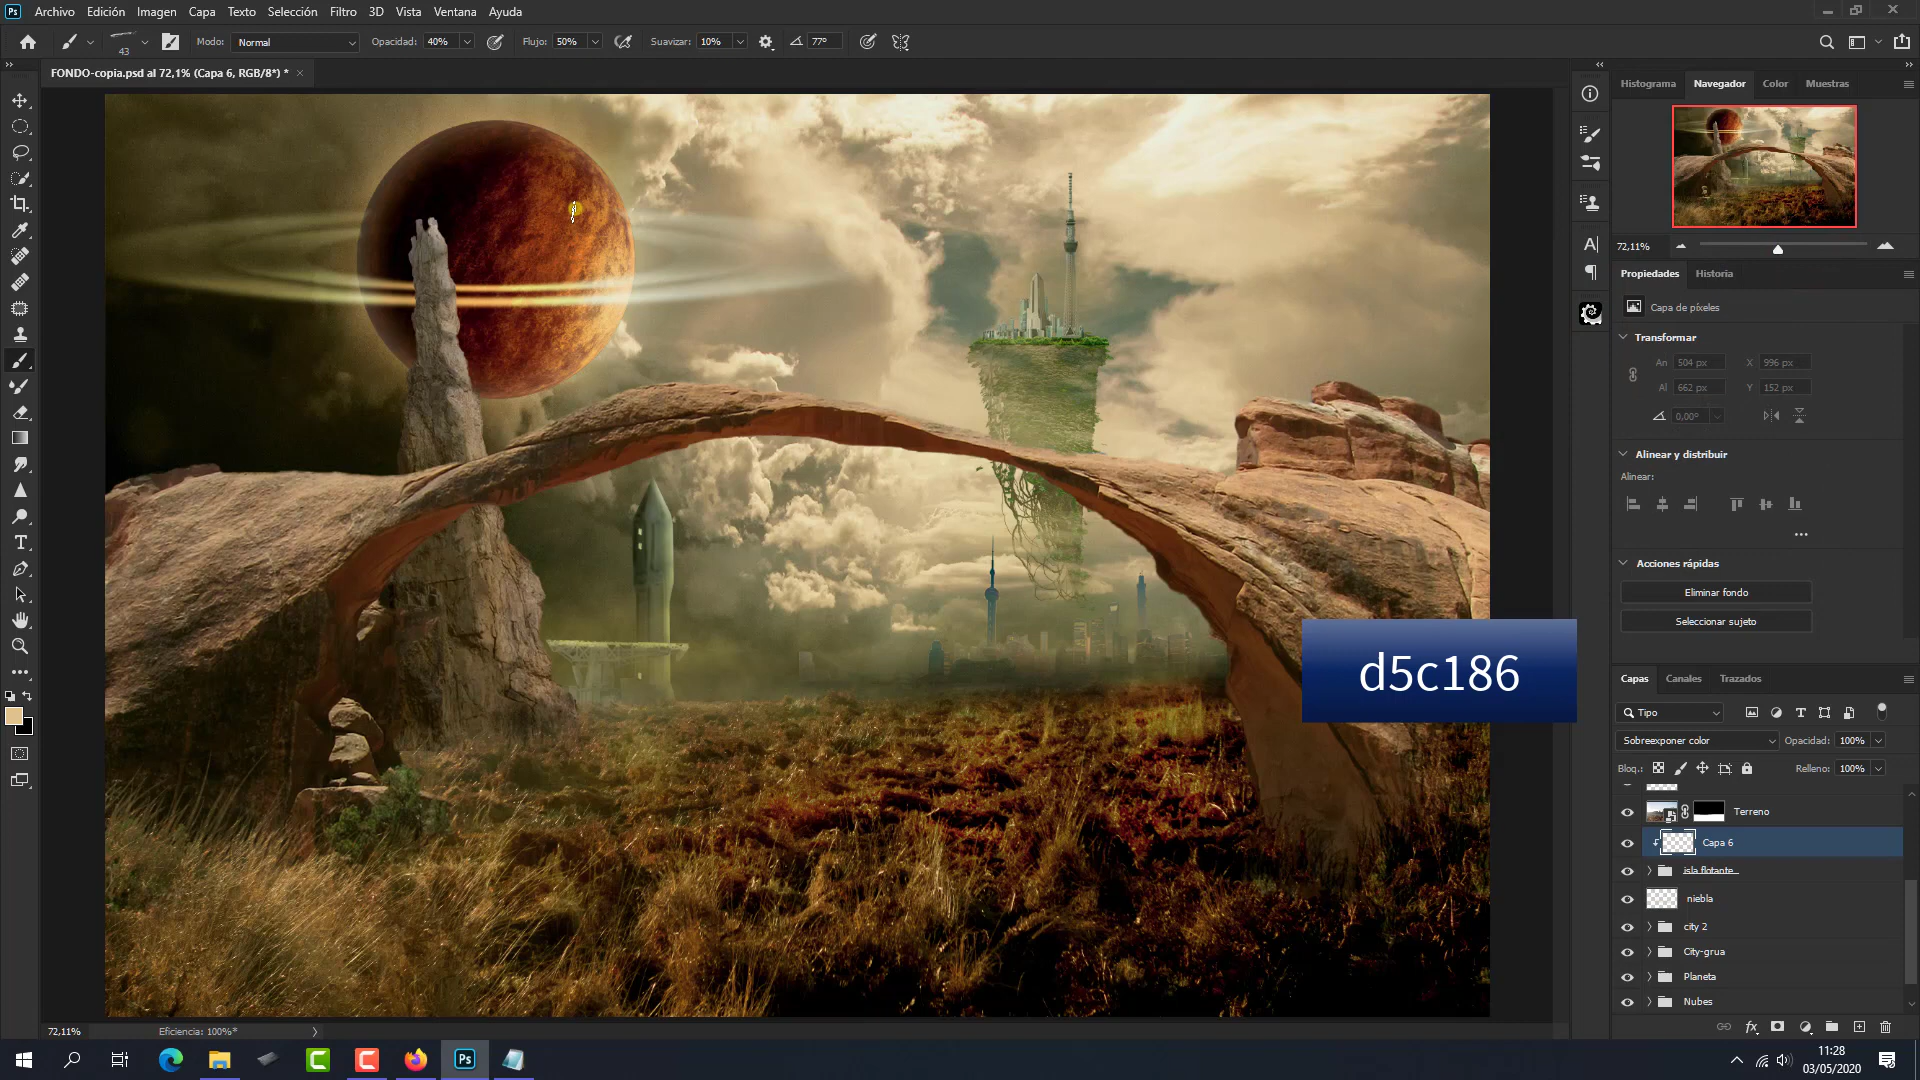 Ps Archivo Edición Imagen Capa Texto Selección Filtro 3D Vista Ventana Ayuda
43 Modo: Normal Opacidad: 40% Flujo: 50% Suavizar: 10% 77°
FONDO-copia.psd al 72,1% (Capa 6, RGB/8*) * ×
Histograma Navegador Color Muestras
72,11%
Propiedades Historia
Capa de píxeles
Transformar
An 504 px X 996 px
Al 662 px Y 152 px
0,00°
Alinear y distribuir
Alinear:
Acciones rápidas
Eliminar fondo
Seleccionar sujeto
d5c186
Capas Canales Trazados
Tipo
Sobreexponer color Opacidad: 100%
Bloq.: Relleno: 100%
Terreno
Capa 6
isla flotante
niebla
city 2
City-grua
Planeta
Nubes
fx
72,11% Eficiencia: 100%*
Ps
11:28
03/05/2020